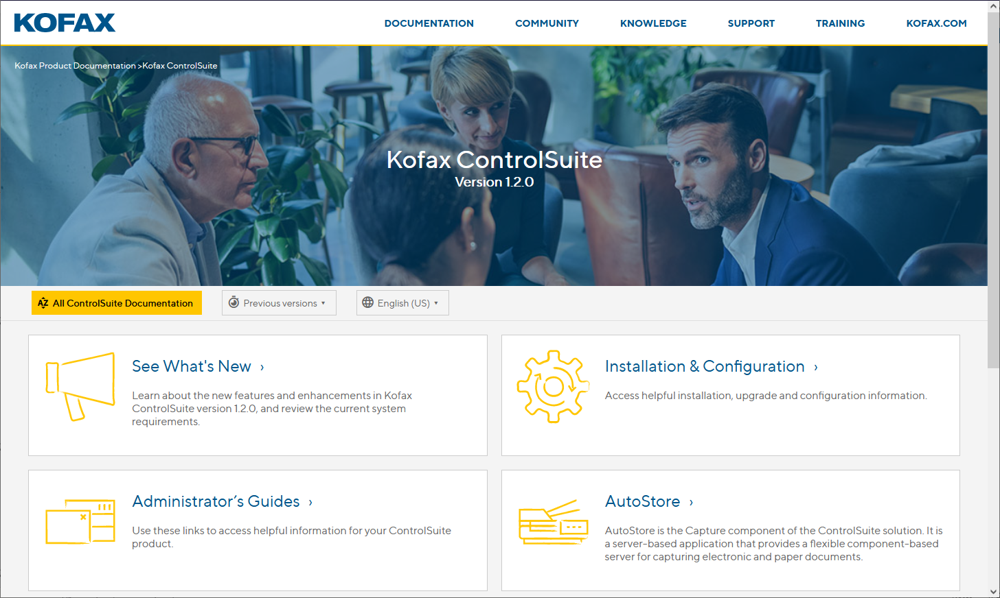 KOFAX
DOCUMENTATION
COMMUNITY
KNOWLEDGE
SUPPORT
TRAINING
KOFAX.COM
Kofax Product Documentation >Kofax ControlSuite
Kofax ControlSuite
Version 1.2.0
AZ All ControlSuite Documentation
Previous versions
English (US)
See What's New ›
Learn about the new features and enhancements in Kofax
ControlSuite version 1.2.0, and review the current system
requirements.
Installation & Configuration ›
Access helpful installation, upgrade and configuration information.
Administrator’s Guides ›
Use these links to access helpful information for your ControlSuite
product.
AutoStore ›
AutoStore is the Capture component of the ControlSuite solution. It is
a server-based application that provides a flexible component-based
server for capturing electronic and paper documents.